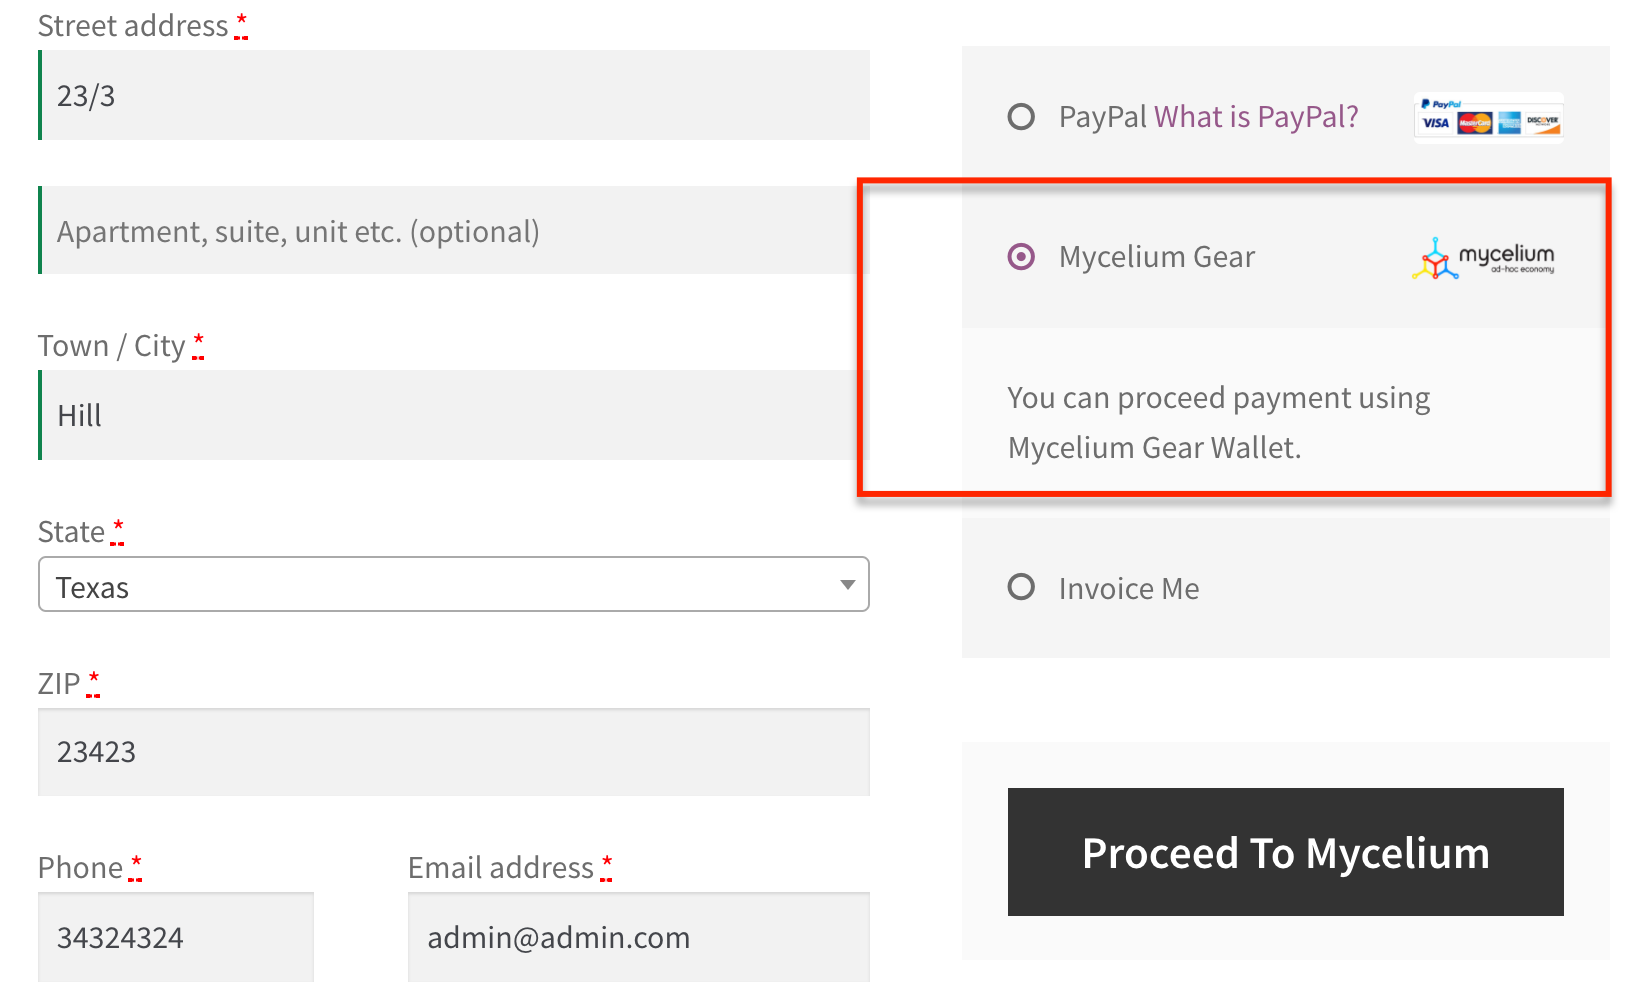 Street address *
23/3
Apartment, suite, unit etc. (optional)
Town / City *
Hill
State *
Texas
ZIP *
23423
Phone *
34324324
Email address *
admin@admin.com
PayPal What is PayPal?
PayPal
VISA MasterCard AMERICAN EXPRESS DISCOVER
Mycelium Gear
mycelium
ad-hoc economy
You can proceed payment using
Mycelium Gear Wallet.
Invoice Me
Proceed To Mycelium